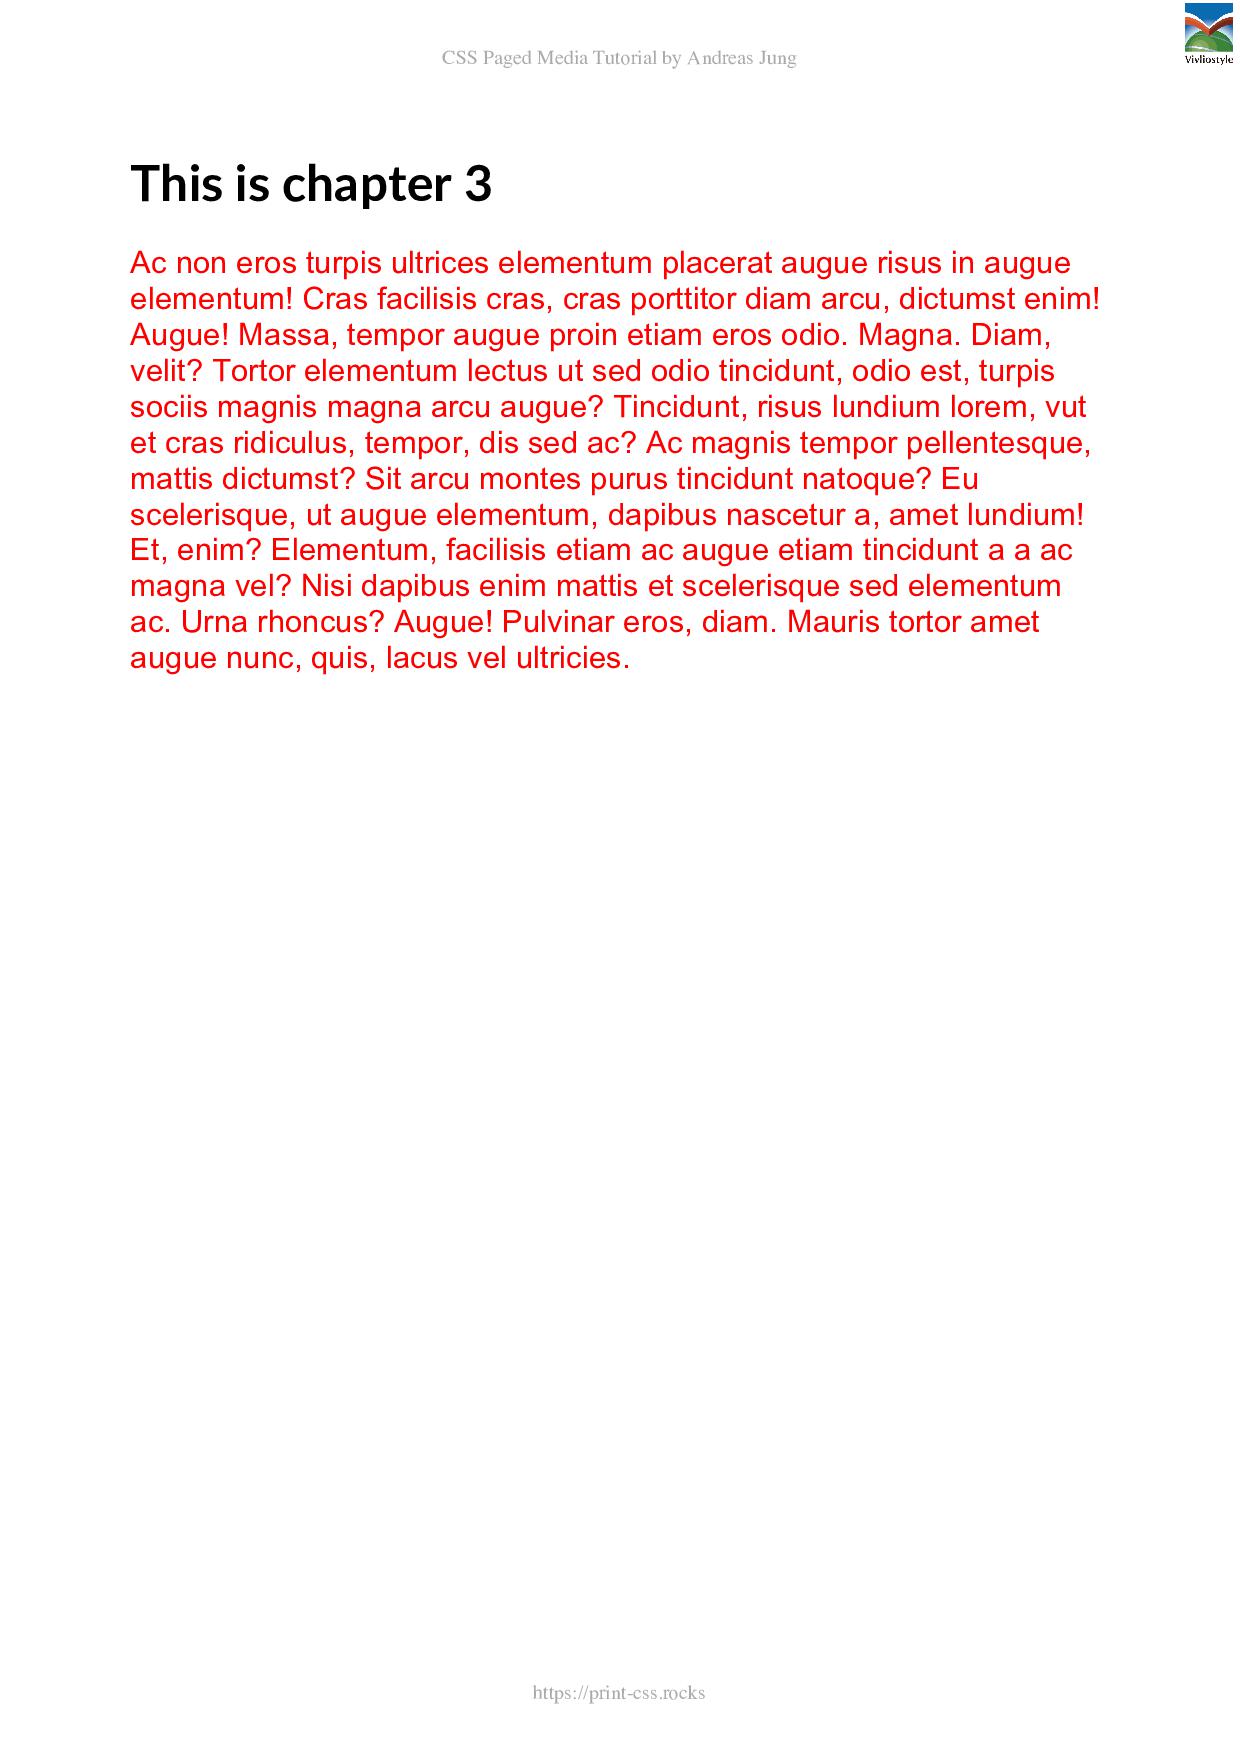 CSS Paged Media Tutorial by Andreas Jung
Vivliostyle
This is chapter 3
Ac non eros turpis ultrices elementum placerat augue risus in augue
elementum! Cras facilisis cras, cras porttitor diam arcu, dictumst enim!
Augue! Massa, tempor augue proin etiam eros odio. Magna. Diam,
velit? Tortor elementum lectus ut sed odio tincidunt, odio est, turpis
sociis magnis magna arcu augue? Tincidunt, risus lundium lorem, vut
et cras ridiculus, tempor, dis sed ac? Ac magnis tempor pellentesque,
mattis dictumst? Sit arcu montes purus tincidunt natoque? Eu
scelerisque, ut augue elementum, dapibus nascetur a, amet lundium!
Et, enim? Elementum, facilisis etiam ac augue etiam tincidunt a a ac
magna vel? Nisi dapibus enim mattis et scelerisque sed elementum
ac. Urna rhoncus? Augue! Pulvinar eros, diam. Mauris tortor amet
augue nunc, quis, lacus vel ultricies.
https://print-css.rocks